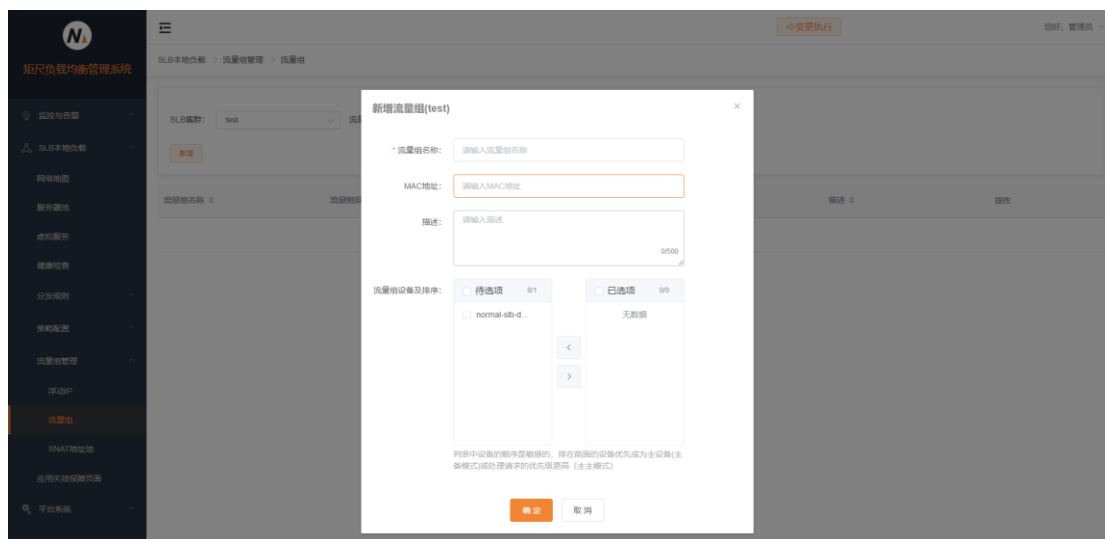 变更执行
您好，管理员
矩尺负载均衡管理系统
SLB本地负载 > 流量组管理 > 流量组
监控与告警
SLB本地负载
网络地图
服务器池
虚拟服务
健康检查
分发规则
策略配置
流量组管理
浮动IP
流量组
SNAT地址池
应用失效保障页面
平台系统
SLB集群： test
新增
流量组名称
描述
操作
新增流量组(test)
* 流量组名称： 请输入流量组名称
MAC地址： 请输入MAC地址
描述： 请输入描述
0/500
流量组设备及排序： 待选项 0/1 已选项 0/0
normal-slb-d...
无数据
列表中设备的顺序是敏感的，排在前面的设备优先成为主设备(主
备模式)或处理请求的优先级更高（主主模式）
确 定
取 消